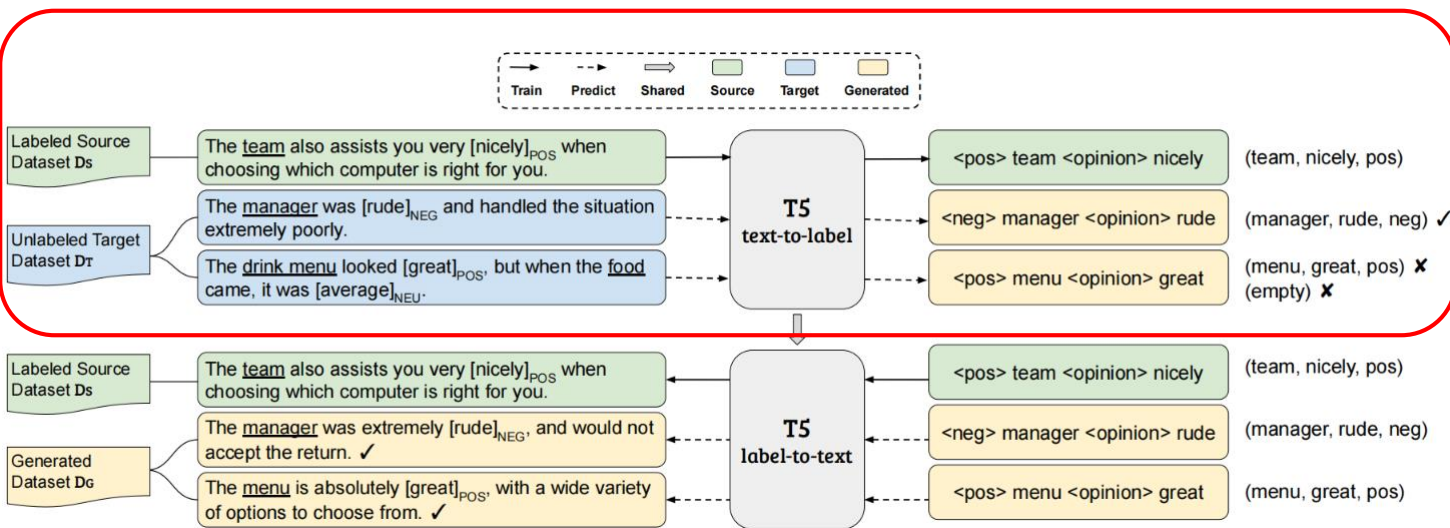 Train Predict Shared Source Target Generated
Labeled Source
Dataset DS
The team also assists you very [nicely]POS when
choosing which computer is right for you.
<pos> team <opinion> nicely
(team, nicely, pos)
Unlabeled Target
Dataset DT
The manager was [rude]NEG and handled the situation
extremely poorly.
T5
text-to-label
<neg> manager <opinion> rude
(manager, rude, neg) ✓
The drink menu looked [great]POS, but when the food
came, it was [average]NEU.
<pos> menu <opinion> great
(menu, great, pos) ✘
(empty) ✘
Labeled Source
Dataset DS
The team also assists you very [nicely]POS when
choosing which computer is right for you.
<pos> team <opinion> nicely
(team, nicely, pos)
Generated
Dataset DG
The manager was extremely [rude]NEG, and would not
accept the return. ✓
T5
label-to-text
<neg> manager <opinion> rude
(manager, rude, neg)
The menu is absolutely [great]POS, with a wide variety
of options to choose from. ✓
<pos> menu <opinion> great
(menu, great, pos)